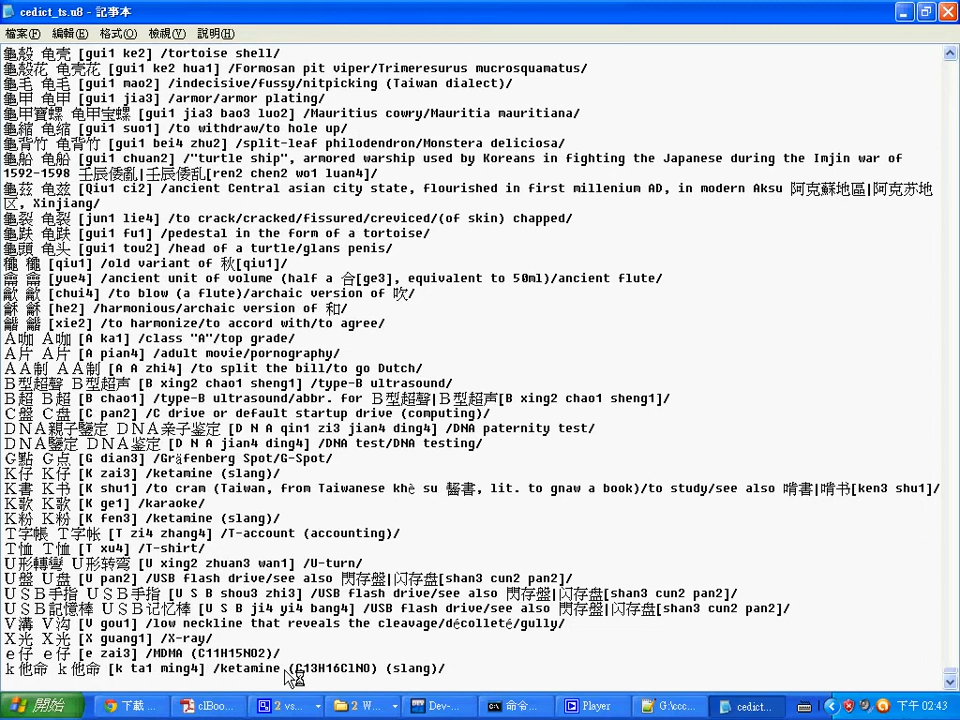 cedict_ts.u8 - 記事本
檔案(F) 編輯(E) 格式(O) 檢視(V) 說明(H)
龜殼 龟壳 [gui1 ke2] /tortoise shell/
龜殼花 龟壳花 [gui1 ke2 hua1] /Formosan pit viper/Trimeresurus mucrosquamatus/
龜毛 龟毛 [gui1 mao2] /indecisive/fussy/nitpicking (Taiwan dialect)/
龜甲 龟甲 [gui1 jia3] /armor/armor plating/
龜甲寶螺 龟甲宝螺 [gui1 jia3 bao3 luo2] /Mauritius cowry/Mauritia mauritiana/
龜縮 龟缩 [gui1 suo1] /to withdraw/to hole up/
龜背竹 龟背竹 [gui1 bei4 zhu2] /split-leaf philodendron/Monstera deliciosa/
龜船 龟船 [gui1 chuan2] /"turtle ship", armored warship used by Koreans in fighting the Japanese during the Imjin war of
1592-1598 壬辰倭亂|壬辰倭乱[ren2 chen2 wo1 luan4]/
龜茲 龟兹 [Qiu1 ci2] /ancient Central asian city state, flourished in first millenium AD, in modern Aksu 阿克蘇地區|阿克苏地
区, Xinjiang/
龜裂 龟裂 [jun1 lie4] /to crack/cracked/fissured/creviced/(of skin) chapped/
龜趺 龟趺 [gui1 fu1] /pedestal in the form of a tortoise/
龜頭 龟头 [gui1 tou2] /head of a turtle/glans penis/
龝 龝 [qiu1] /old variant of 秋[qiu1]/
龠 龠 [yue4] /ancient unit of volume (half a 合[ge3], equivalent to 50ml)/ancient flute/
龡 龡 [chui4] /to blow (a flute)/archaic version of 吹/
龢 龢 [he2] /harmonious/archaic version of 和/
龤 龤 [xie2] /to harmonize/to accord with/to agree/
A咖 A咖 [A ka1] /class "A"/top grade/
A片 A片 [A pian4] /adult movie/pornography/
AA制 AA制 [A A zhi4] /to split the bill/to go Dutch/
B型超聲 B型超声 [B xing2 chao1 sheng1] /type-B ultrasound/
B超 B超 [B chao1] /type-B ultrasound/abbr. for B型超聲|B型超声[B xing2 chao1 sheng1]/
C盤 C盘 [C pan2] /C drive or default startup drive (computing)/
DNA親子鑒定 DNA亲子鉴定 [D N A qin1 zi3 jian4 ding4] /DNA paternity test/
DNA鑒定 DNA鉴定 [D N A jian4 ding4] /DNA test/DNA testing/
G點 G点 [G dian3] /Gräfenberg Spot/G-Spot/
K仔 K仔 [K zai3] /ketamine (slang)/
K書 K书 [K shu1] /to cram (Taiwan, from Taiwanese khè su 齧書, lit. to gnaw a book)/to study/see also 啃書|啃书[ken3 shu1]/
K歌 K歌 [K ge1] /karaoke/
K粉 K粉 [K fen3] /ketamine (slang)/
T字帳 T字帐 [T zi4 zhang4] /T-account (accounting)/
T恤 T恤 [T xu4] /T-shirt/
U形轉彎 U形转弯 [U xing2 zhuan3 wan1] /U-turn/
U盤 U盘 [U pan2] /USB flash drive/see also 閃存盤|闪存盘[shan3 cun2 pan2]/
USB手指 USB手指 [U S B shou3 zhi3] /USB flash drive/see also 閃存盤|闪存盘[shan3 cun2 pan2]/
USB記憶棒 USB记忆棒 [U S B ji4 yi4 bang4] /USB flash drive/see also 閃存盤|闪存盘[shan3 cun2 pan2]/
V溝 V沟 [V gou1] /low neckline that reveals the cleavage/décolleté/gully/
X光 X光 [X guang1] /X-ray/
e仔 e仔 [e zai3] /MDMA (C11H15NO2)/
k他命 k他命 [k ta1 ming4] /ketamine (C13H16ClNO) (slang)/
開始 下載 ... clBoo... 2 vs... 2 W... Dev-... 命令... Player G:\ccc... cedict... 下午 02:43